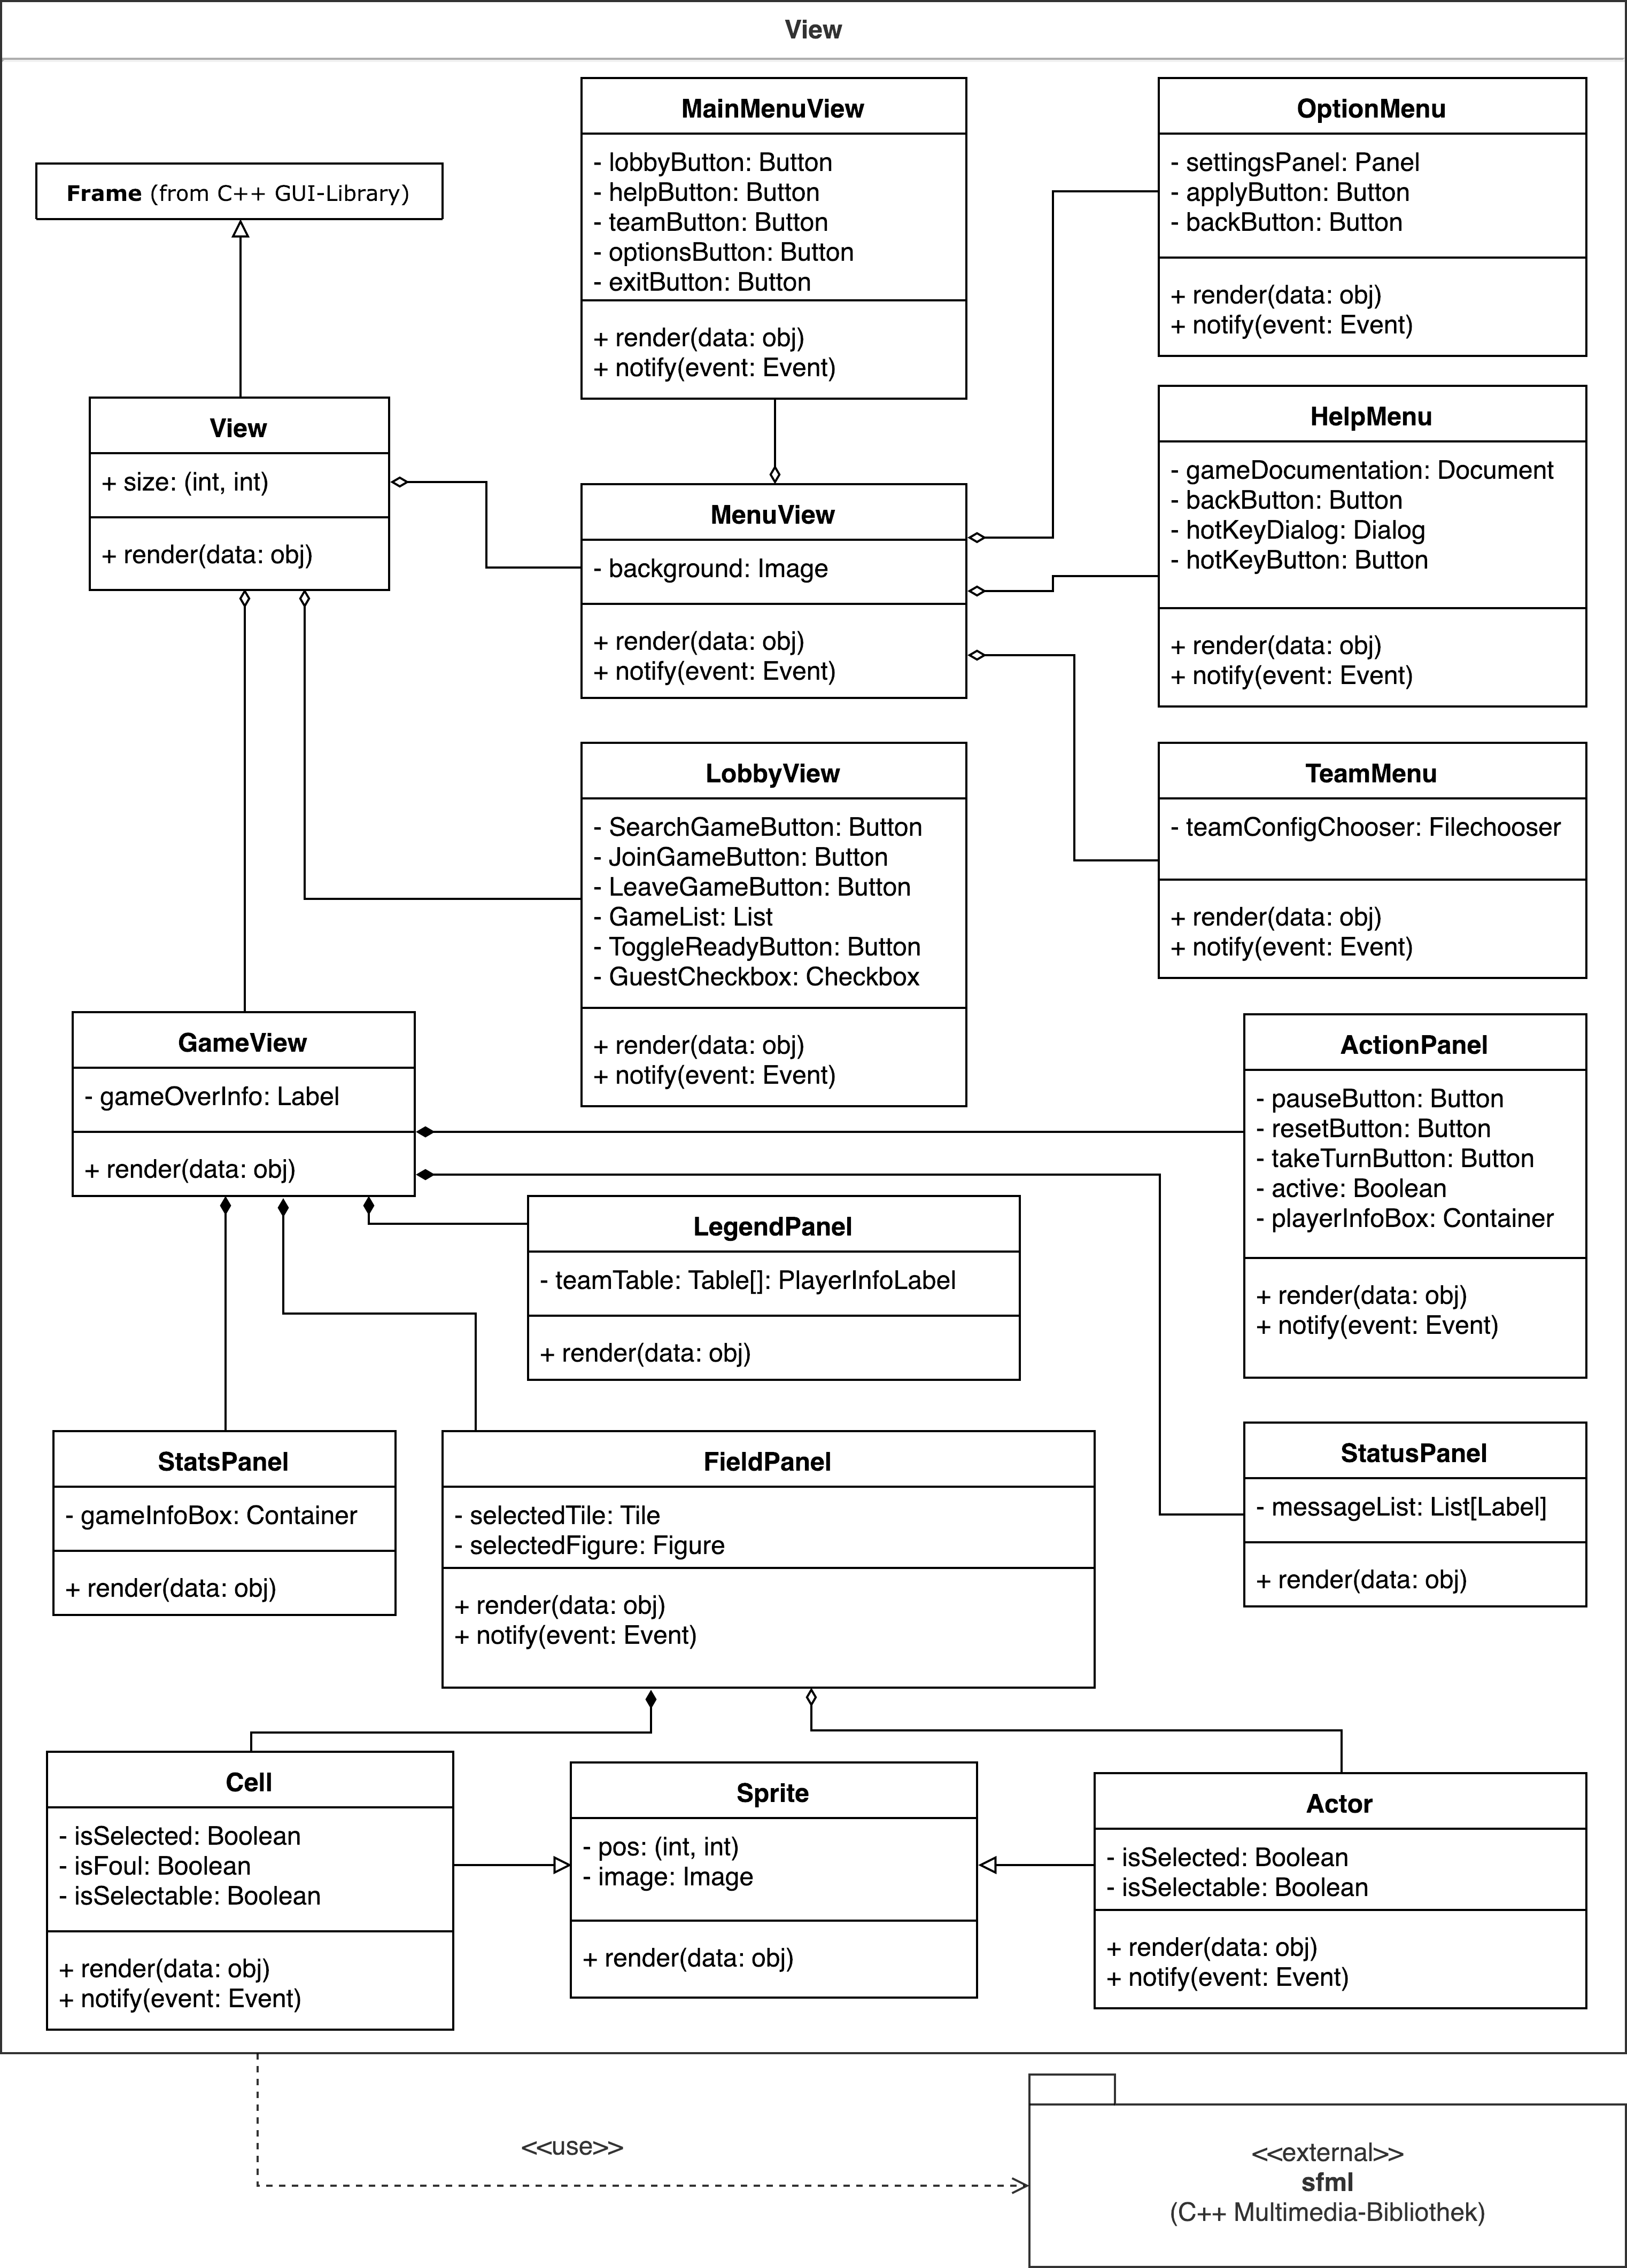 View
Frame (from C++ GUI-Library)
MainMenuView
- lobbyButton: Button
- helpButton: Button
- teamButton: Button
- optionsButton: Button
- exitButton: Button
+ render(data: obj)
+ notify(event: Event)
OptionMenu
- settingsPanel: Panel
- applyButton: Button
- backButton: Button
+ render(data: obj)
+ notify(event: Event)
View
+ size: (int, int)
+ render(data: obj)
MenuView
- background: Image
+ render(data: obj)
+ notify(event: Event)
HelpMenu
- gameDocumentation: Document
- backButton: Button
- hotKeyDialog: Dialog
- hotKeyButton: Button
+ render(data: obj)
+ notify(event: Event)
LobbyView
- SearchGameButton: Button
- JoinGameButton: Button
- LeaveGameButton: Button
- GameList: List
- ToggleReadyButton: Button
- GuestCheckbox: Checkbox
+ render(data: obj)
+ notify(event: Event)
TeamMenu
- teamConfigChooser: Filechooser
+ render(data: obj)
+ notify(event: Event)
GameView
- gameOverInfo: Label
+ render(data: obj)
ActionPanel
- pauseButton: Button
- resetButton: Button
- takeTurnButton: Button
- active: Boolean
- playerInfoBox: Container
+ render(data: obj)
+ notify(event: Event)
LegendPanel
- teamTable: Table[]: PlayerInfoLabel
+ render(data: obj)
StatsPanel
- gameInfoBox: Container
+ render(data: obj)
FieldPanel
- selectedTile: Tile
- selectedFigure: Figure
+ render(data: obj)
+ notify(event: Event)
StatusPanel
- messageList: List[Label]
+ render(data: obj)
Cell
- isSelected: Boolean
- isFoul: Boolean
- isSelectable: Boolean
+ render(data: obj)
+ notify(event: Event)
Sprite
- pos: (int, int)
- image: Image
+ render(data: obj)
Actor
- isSelected: Boolean
- isSelectable: Boolean
+ render(data: obj)
+ notify(event: Event)
<<use>>
<<external>>
sfml
(C++ Multimedia-Bibliothek)